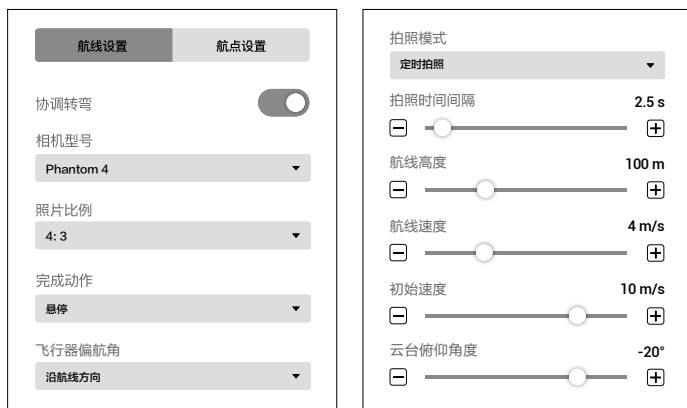 航线设置
航点设置
协调转弯
相机型号
Phantom 4
照片比例
4: 3
完成动作
悬停
飞行器偏航角
沿航线方向
拍照模式
定时拍照
拍照时间间隔
2.5 s
航线高度
100 m
航线速度
4 m/s
初始速度
10 m/s
云台俯仰角度
-20°